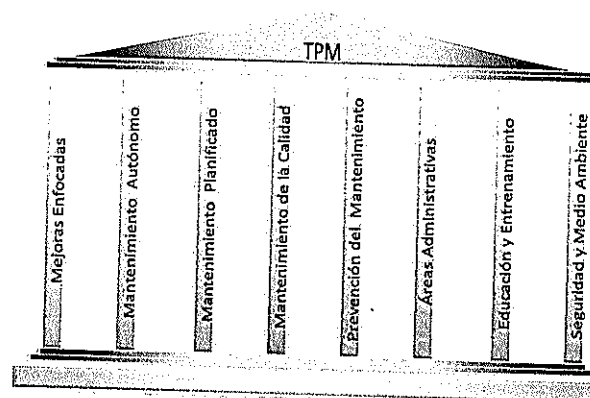 TPM
Mejoras Enfocadas
Mantenimiento Autónomo
Mantenimiento Planificado
Mantenimiento de la Calidad
Prevención del Mantenimiento
Áreas Administrativas
Educación y Entrenamiento
Seguridad y Medio Ambiente